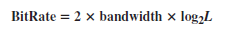 BitRate = 2 × bandwidth × log₂L